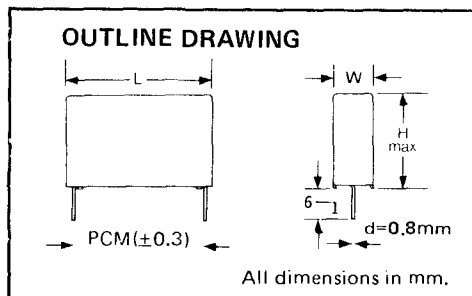 OUTLINE DRAWING
L
W
H
max
6-1
PCM(±0.3)
d=0.8mm
All dimensions in mm.